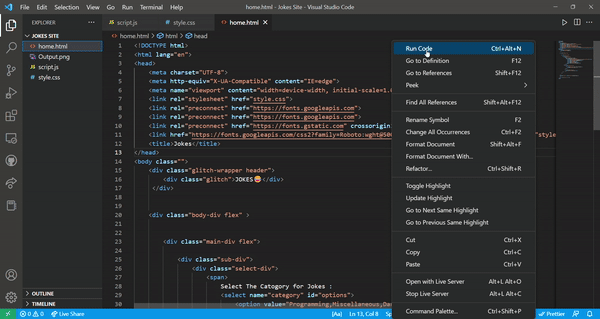 File Edit Selection View Go Run Terminal Help
home.html - Jokes Site - Visual Studio Code
EXPLORER
script.js
style.css
home.html
JOKES SITE
home.html
Output.png
script.js
style.css
home.html > html > head
1 <!DOCTYPE html>
2 <html lang="en">
3 <head>
4 <meta charset="UTF-8">
5 <meta http-equiv="X-UA-Compatible" content="IE=edge">
6 <meta name="viewport" content="width=device-width, initial-scale=1.
7 <link rel="stylesheet" href="style.css">
8 <link rel="preconnect" href="https://fonts.googleapis.com">
9 <link rel="preconnect" href="https://fonts.googleapis.com">
10 <link rel="preconnect" href="https://fonts.gstatic.com" crossorigin
11 <link href="https://fonts.googleapis.com/css2?family=Roboto:wght@500 "style
12 <title>Jokes</title>
13 </head>
14 <body class="">
15 <div class="glitch-wrapper header">
16 <div class="glitch">JOKES😡</div>
17 </div>
18
19
20 <div class="body-div flex" >
21
22
23 <div class="main-div flex">
24
25 <div class="sub-div">
26 <div class="select-div">
27 <span>
28 Select The Catogory for Jokes :
29 <select name="category" id="options">
30 <option value="Programming,Miscellaneous,Da
Run Code Ctrl+Alt+N
Go to Definition F12
Go to References Shift+F12
Peek >
Find All References Shift+Alt+F12
Rename Symbol F2
Change All Occurrences Ctrl+F2
Format Document Shift+Alt+F
Format Document With...
Refactor... Ctrl+Shift+R
Toggle Highlight
Update Highlight
Go to Next Same Highlight
Go to Previous Same Highlight
Cut Ctrl+X
Copy Ctrl+C
Paste Ctrl+V
Open with Live Server Alt+L Alt+O
Stop Live Server Alt+L Alt+C
Command Palette... Ctrl+Shift+P
OUTLINE
TIMELINE
0 0 Live Share
[Aa] Ln 13, Col 8
Prettier